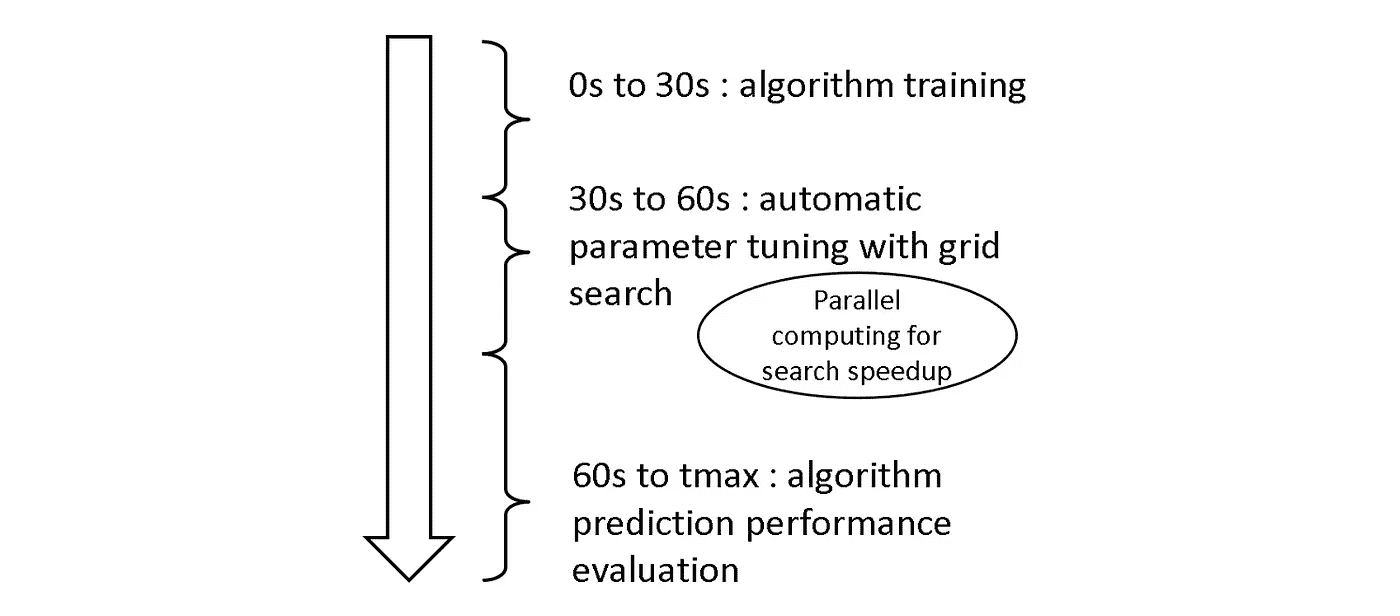 0s to 30s : algorithm training
30s to 60s : automatic
parameter tuning with grid
search
Parallel
computing for
search speedup
60s to tmax : algorithm
prediction performance
evaluation